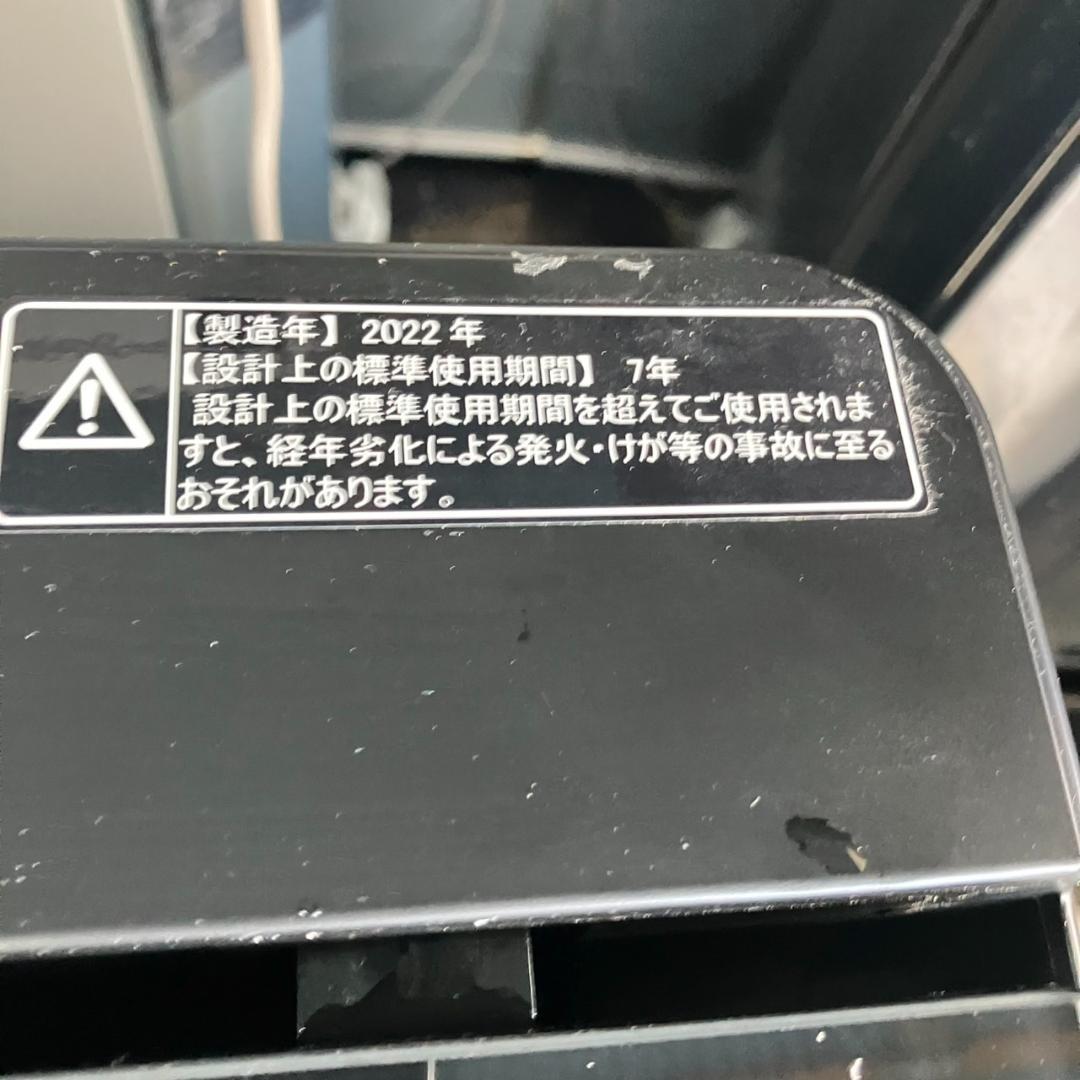 【製造年】 2022 年
【設計上の標準使用期間】 7年
設計上の標準使用期間を超えてご使用されま
すと、経年劣化による発火・けが等の事故に至る
おそれがあります。